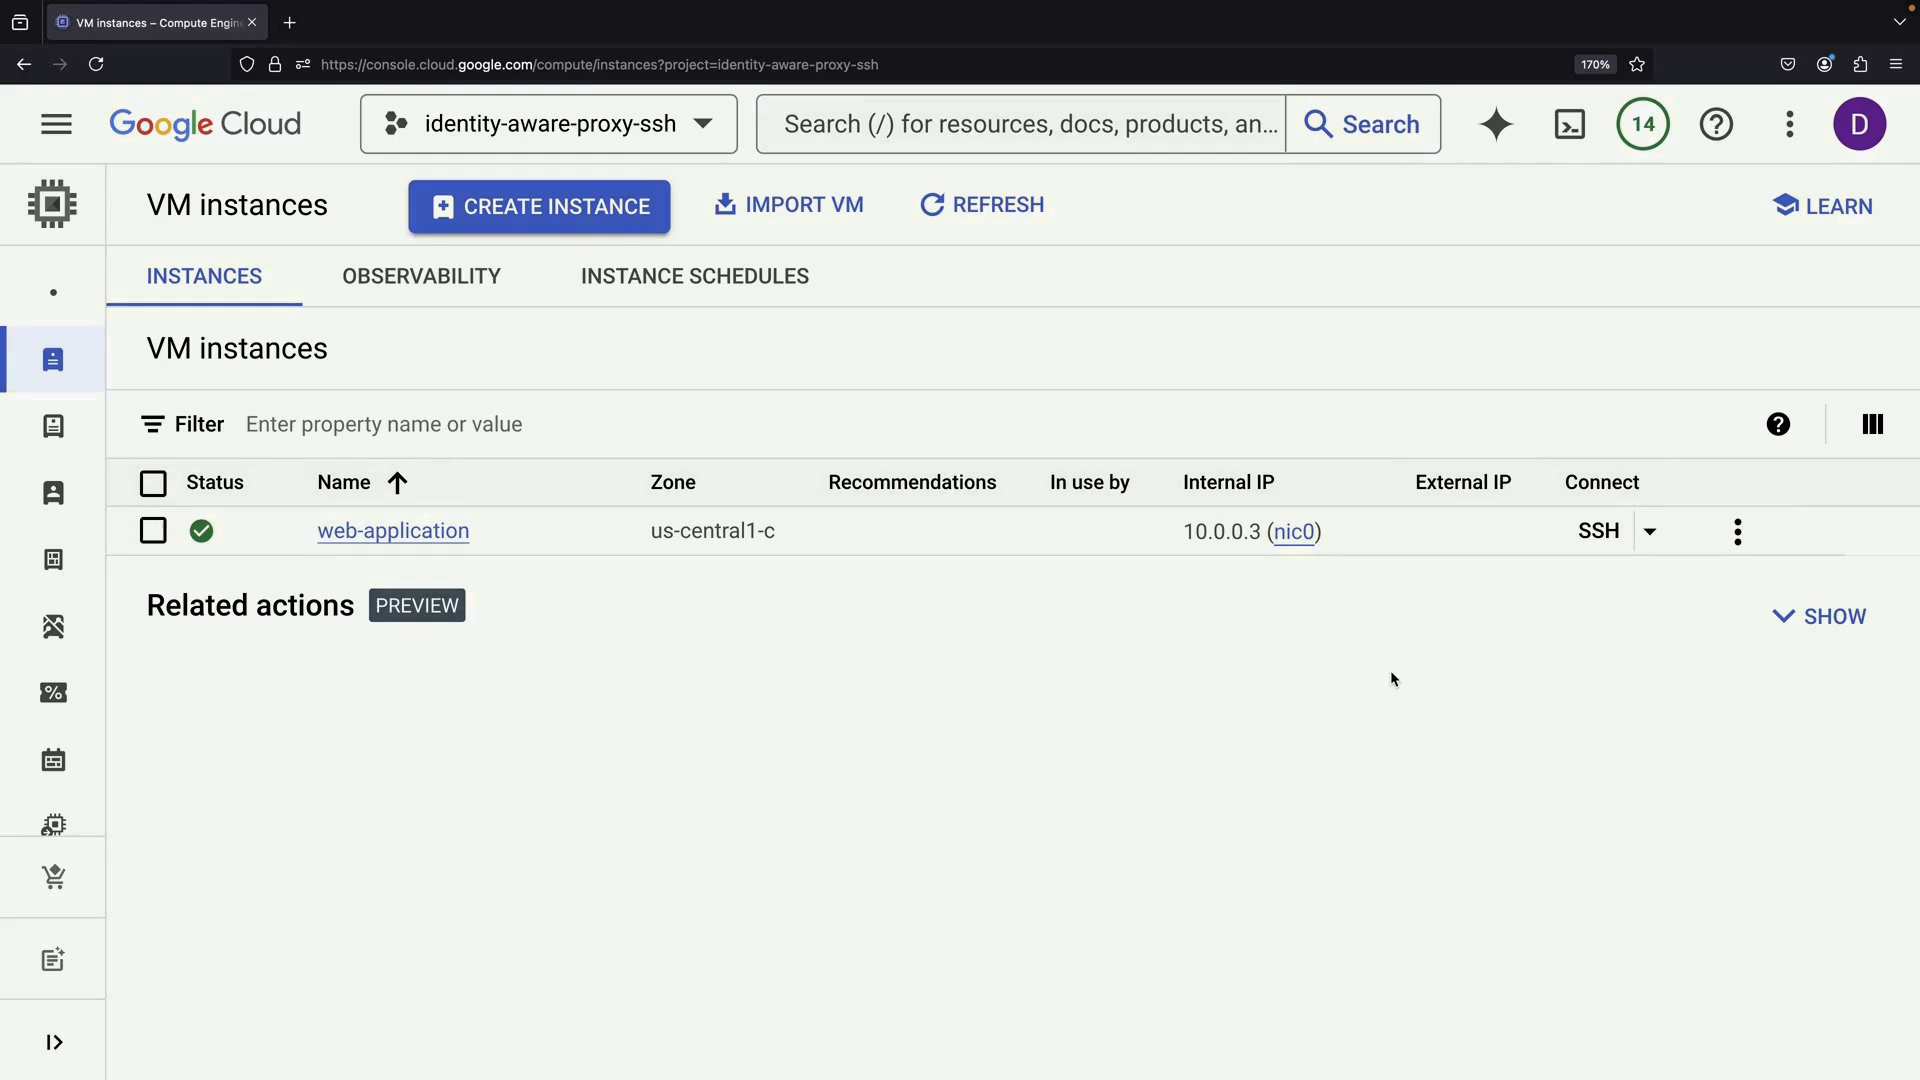 VM instances – Compute Engin
https://console.cloud.google.com/compute/instances?project=identity-aware-proxy-ssh
170%
Google Cloud
identity-aware-proxy-ssh
Search (/) for resources, docs, products, an...
Search
14
D
VM instances
CREATE INSTANCE
IMPORT VM
REFRESH
LEARN
INSTANCES
OBSERVABILITY
INSTANCE SCHEDULES
VM instances
Filter Enter property name or value
Status Name Zone Recommendations In use by Internal IP External IP Connect
web-application us-central1-c 10.0.0.3 (nic0) SSH
Related actions PREVIEW
SHOW